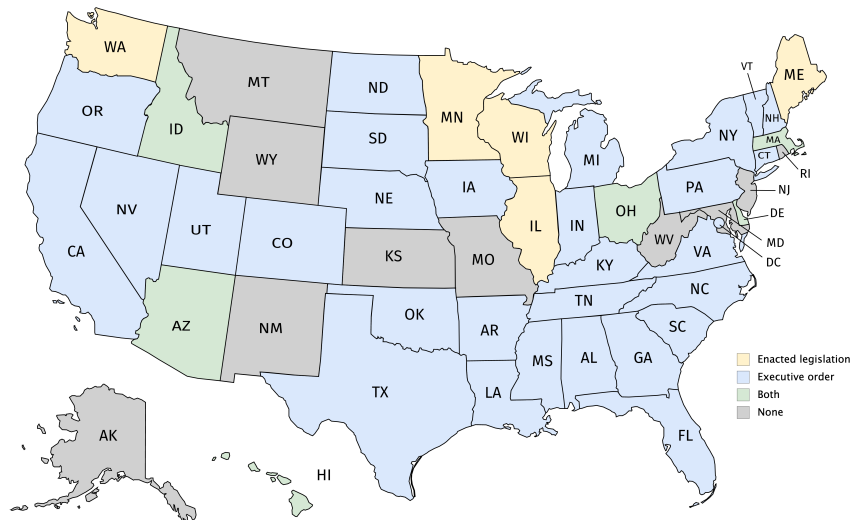 WA
MT
ND
MN
VT
ME
OR
ID
WY
SD
WI
MI
NY
NH
MA
CT
RI
NV
UT
CO
NE
IA
IL
IN
OH
PA
NJ
DE
CA
KS
MO
KY
WV
VA
MD
DC
AZ
NM
OK
AR
TN
NC
SC
TX
LA
MS
AL
GA
FL
AK
HI
Enacted legislation
Executive order
Both
None